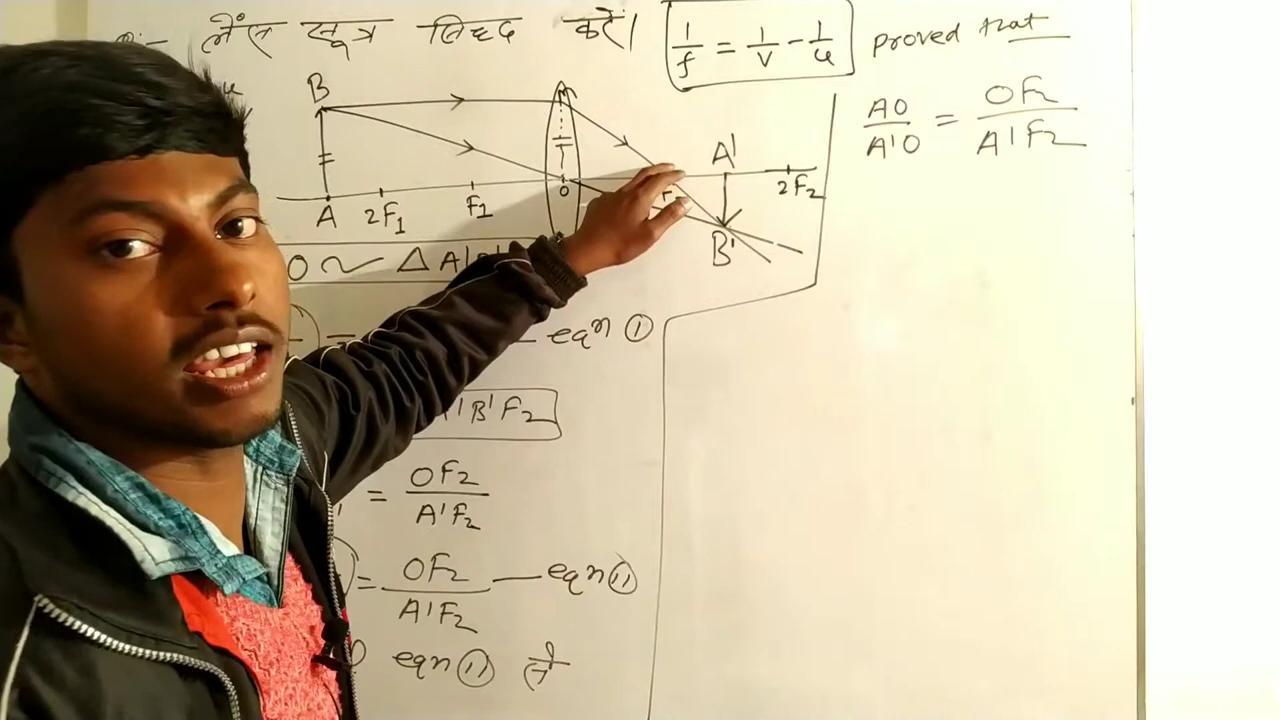 लेंस सूत्र सिद्ध करें।
1/f = 1/v - 1/u
proved that
B
A 2F₁ F₁ O
A' 2F₂
B'
O ~ Δ A'
= — eqⁿ ①
A'B'F₂
= OF₂/A'F₂
= OF₂/A'F₂ — eqn ⑪
eqn ⑪ से
AO/A'O = OF₂/A'F₂